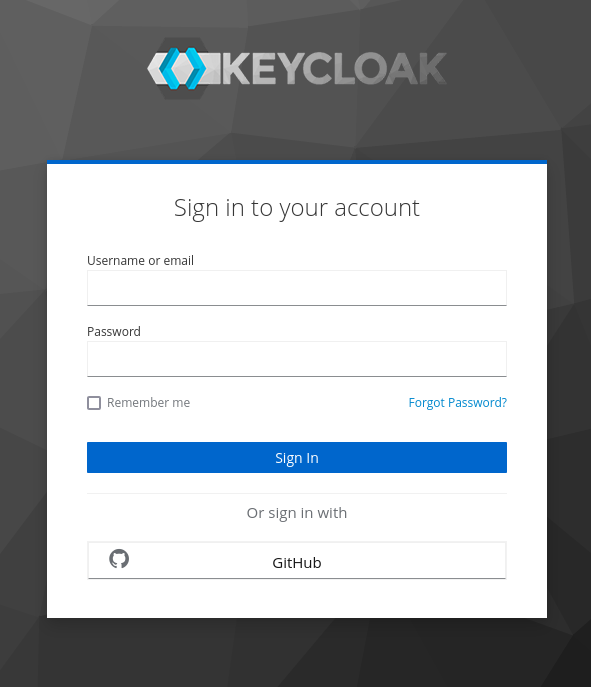 KEYCLOAK
Sign in to your account
Username or email
Password
Remember me
Forgot Password?
Sign In
Or sign in with
GitHub